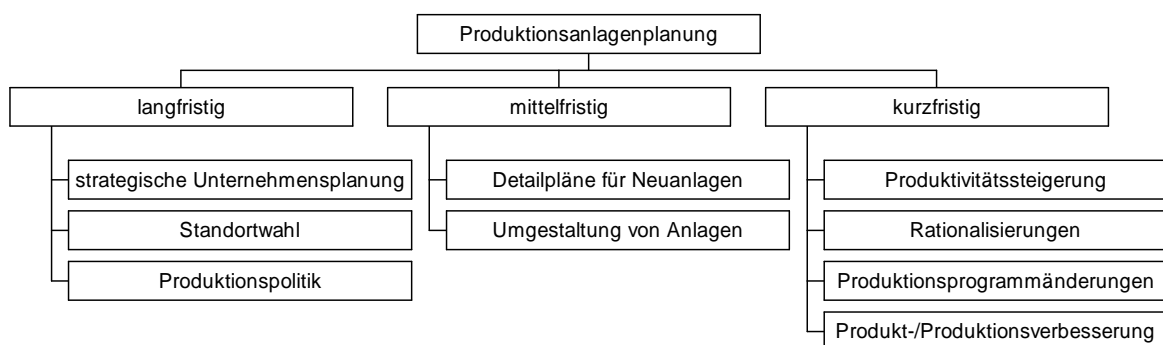 Produktionsanlagenplanung
langfristig
mittelfristig
kurzfristig
strategische Unternehmensplanung
Standortwahl
Produktionspolitik
Detailpläne für Neuanlagen
Umgestaltung von Anlagen
Produktivitätssteigerung
Rationalisierungen
Produktionsprogrammänderungen
Produkt-/Produktionsverbesserung